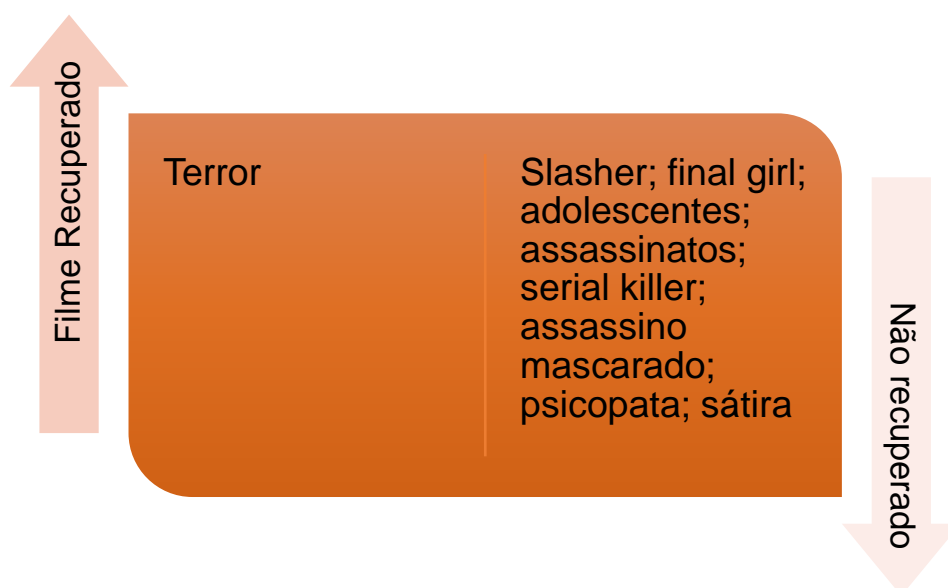 Filme Recuperado
Terror
Slasher; final girl;
adolescentes;
assassinatos;
serial killer;
assassino
mascarado;
psicopata; sátira
Não recuperado